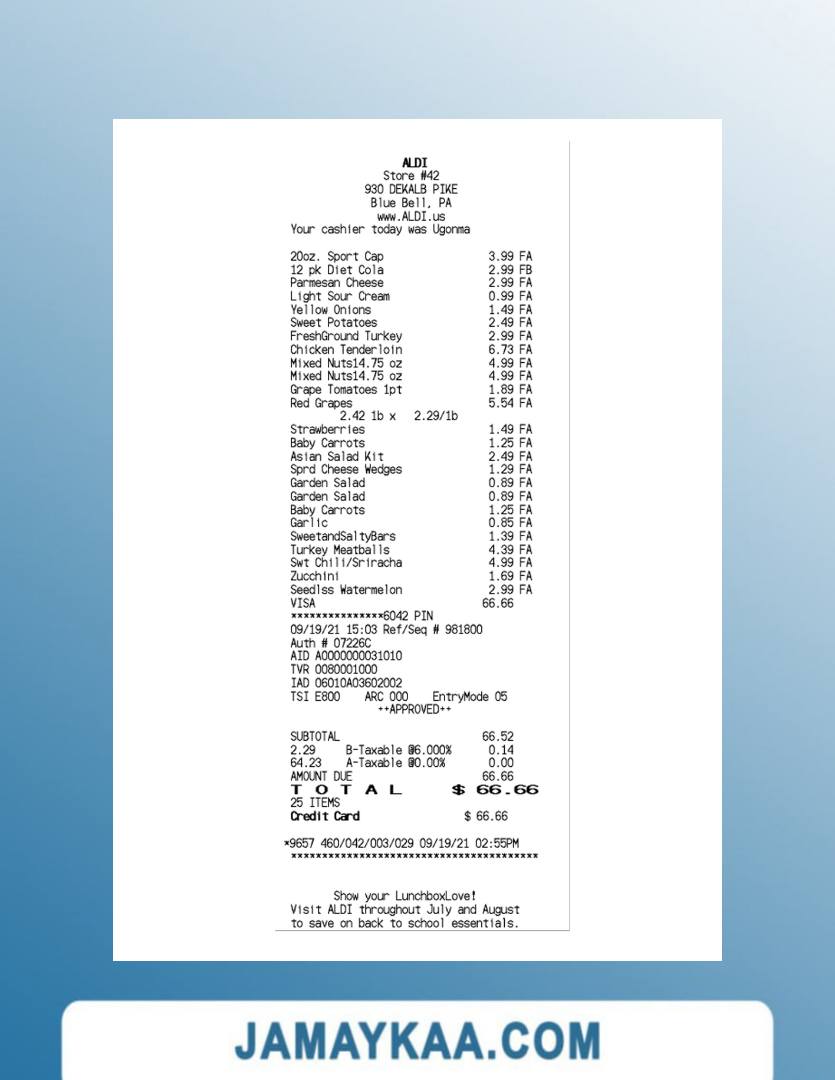 ALDI
Store #42
930 DEKALB PIKE
Blue Bell, PA
www.ALDI.us
Your cashier today was Ugonma
20oz. Sport Cap 3.99 FA
12 pk Diet Cola 2.99 FB
Parmesan Cheese 2.99 FA
Light Sour Cream 0.99 FA
Yellow Onions 1.49 FA
Sweet Potatoes 2.49 FA
FreshGround Turkey 2.99 FA
Chicken Tenderloin 6.73 FA
Mixed Nuts14.75 oz 4.99 FA
Mixed Nuts14.75 oz 4.99 FA
Grape Tomatoes 1pt 1.89 FA
Red Grapes 5.54 FA
2.42 1b x 2.29/1b
Strawberries 1.49 FA
Baby Carrots 1.25 FA
Asian Salad Kit 2.49 FA
Sprd Cheese Wedges 1.29 FA
Garden Salad 0.89 FA
Garden Salad 0.89 FA
Baby Carrots 1.25 FA
Garlic 0.85 FA
SweetandSaltyBars 1.39 FA
Turkey Meatballs 4.39 FA
Swt Chili/Sriracha 4.99 FA
Zucchini 1.69 FA
Seedlss Watermelon 2.99 FA
VISA 66.66
***************6042 PIN
09/19/21 15:03 Ref/Seq # 981800
Auth # 07226C
AID A0000000031010
TVR 0080001000
IAD 06010A03602002
TSI E800 ARC 000 EntryMode 05
++APPROVED++
SUBTOTAL 66.52
2.29 B-Taxable @6.000% 0.14
64.23 A-Taxable @0.00% 0.00
AMOUNT DUE 66.66
T O T A L $ 66.66
25 ITEMS
Credit Card $ 66.66
*9657 460/042/003/029 09/19/21 02:55PM
****************************************
Show your LunchboxLove!
Visit ALDI throughout July and August
to save on back to school essentials.
JAMAYKAA.COM